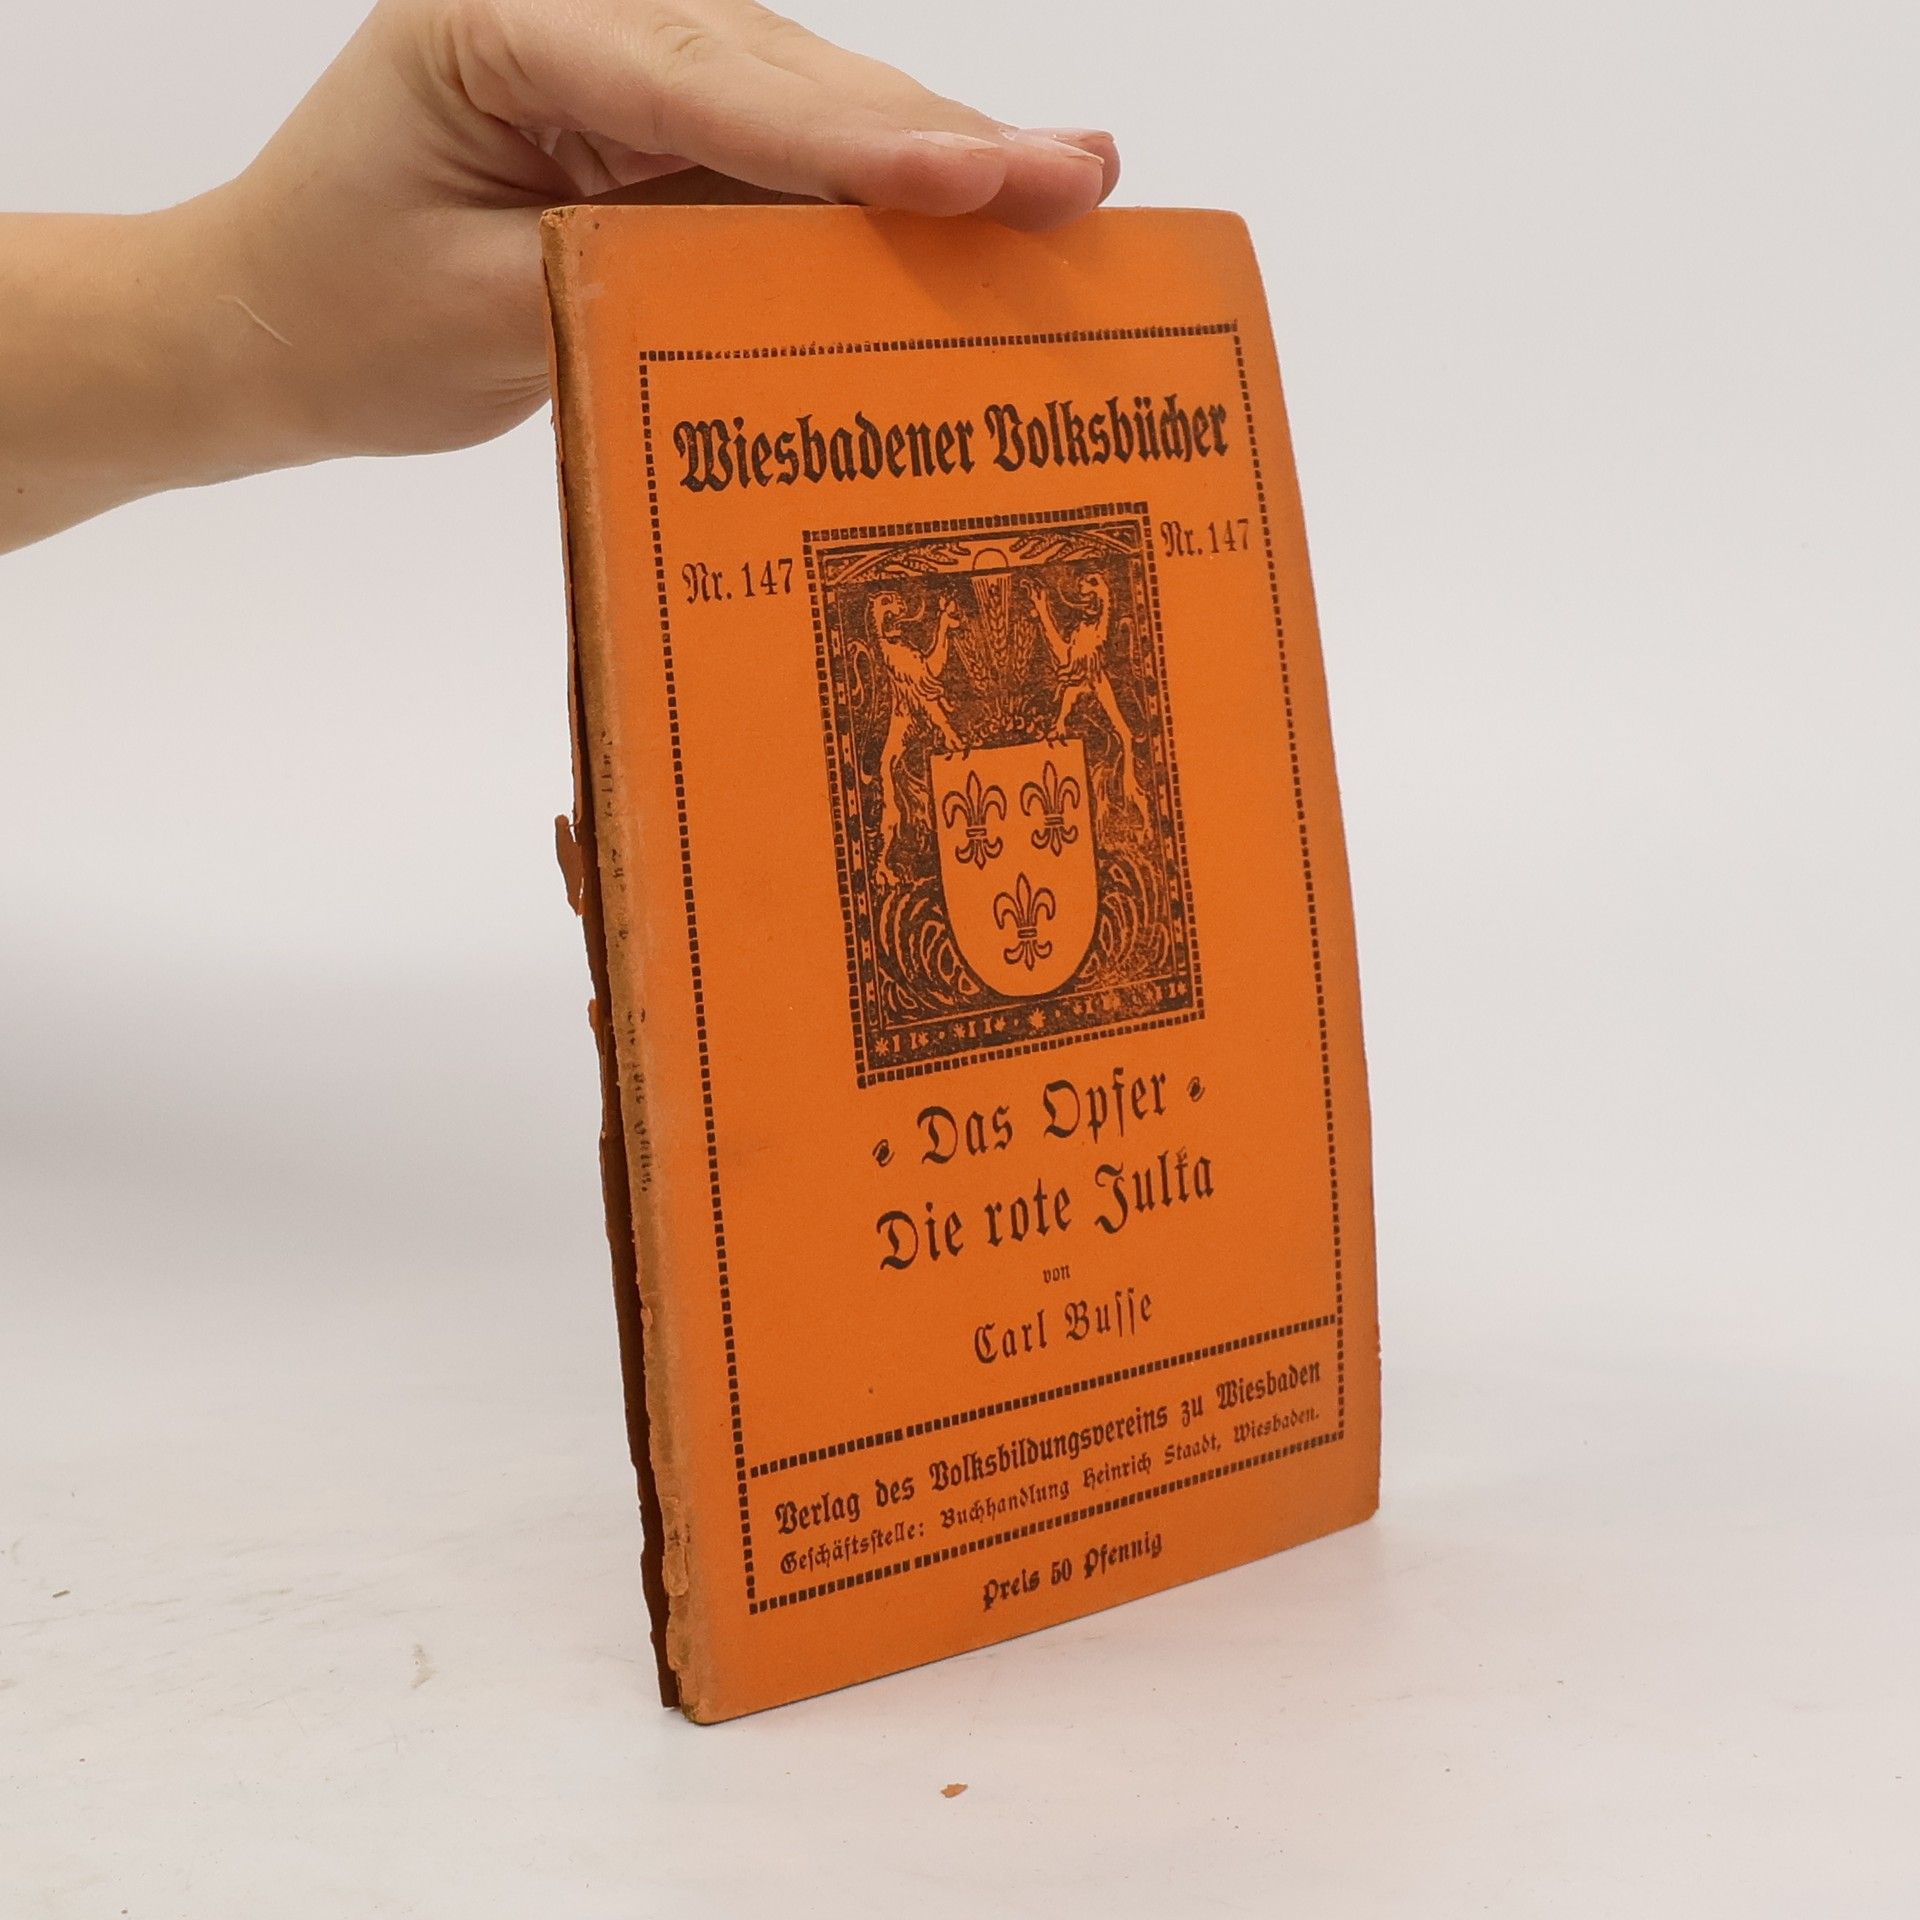 Wiesbadener Volksbücher
Nr. 147
Nr. 147
Das Opfer
Die rote Julka
von
Carl Busse
Verlag des Volksbildungsvereins zu Wiesbaden
Geschäftsstelle: Buchhandlung Heinrich Staadt, Wiesbaden.
Preis 50 Pfennig